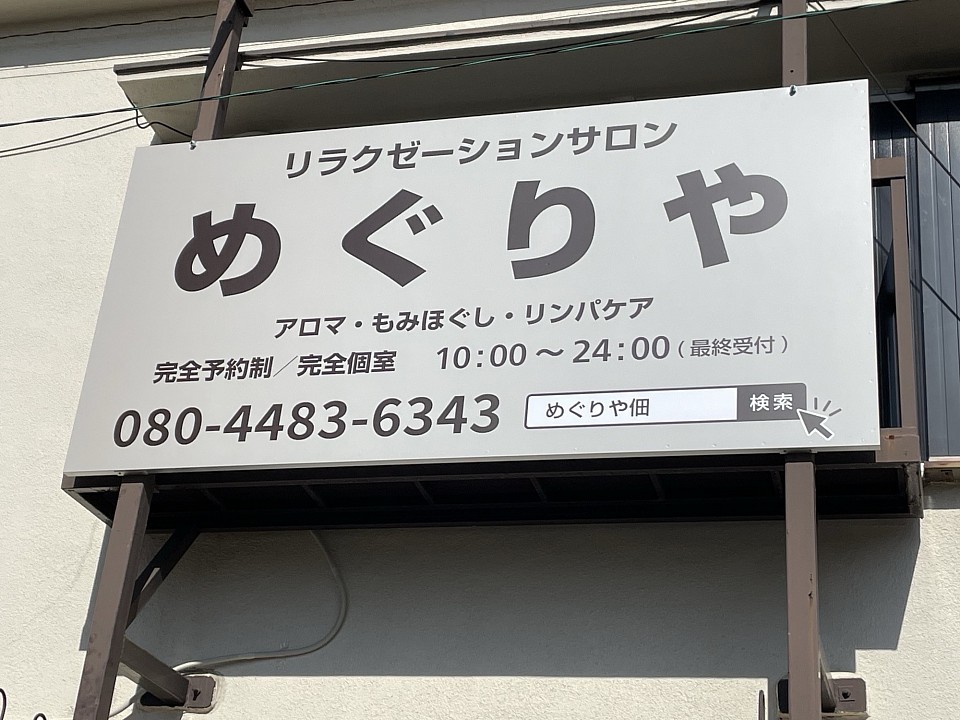 リラクゼーションサロン
めぐりや
アロマ・もみほぐし・リンパケア
完全予約制／完全個室 10:00～24:00（最終受付）
080-4483-6343 めぐりや佃 検索